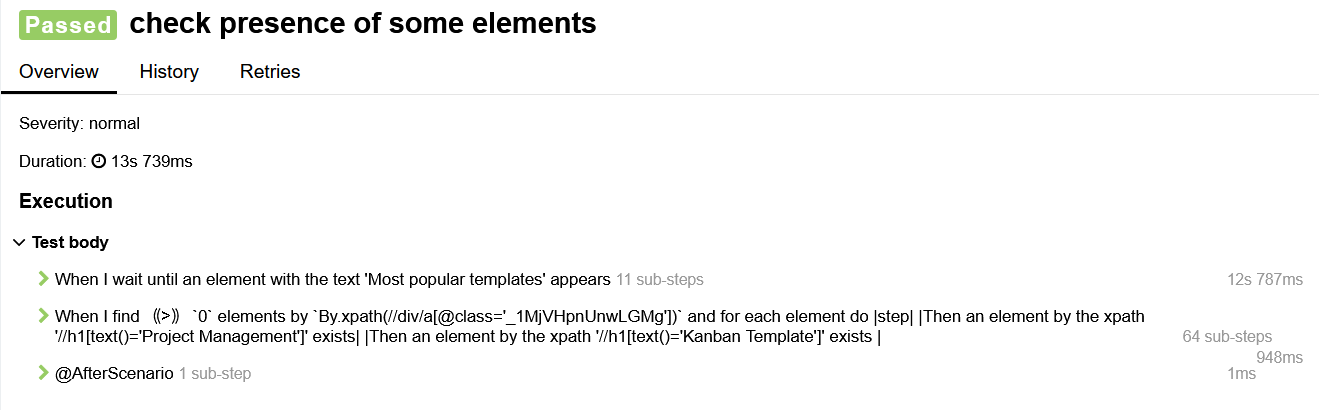 Passed check presence of some elements
Overview History Retries
Severity: normal
Duration: 13s 739ms
Execution
Test body
When I wait until an element with the text 'Most popular templates' appears 11 sub-steps 12s 787ms
When I find ((>)) `0` elements by `By.xpath(//div/a[@class='_1MjVHpnUnwLGMg'])` and for each element do |step| |Then an element by the xpath
'//h1[text()='Project Management']' exists| |Then an element by the xpath '//h1[text()='Kanban Template']' exists | 64 sub-steps
948ms
@AfterScenario 1 sub-step 1ms